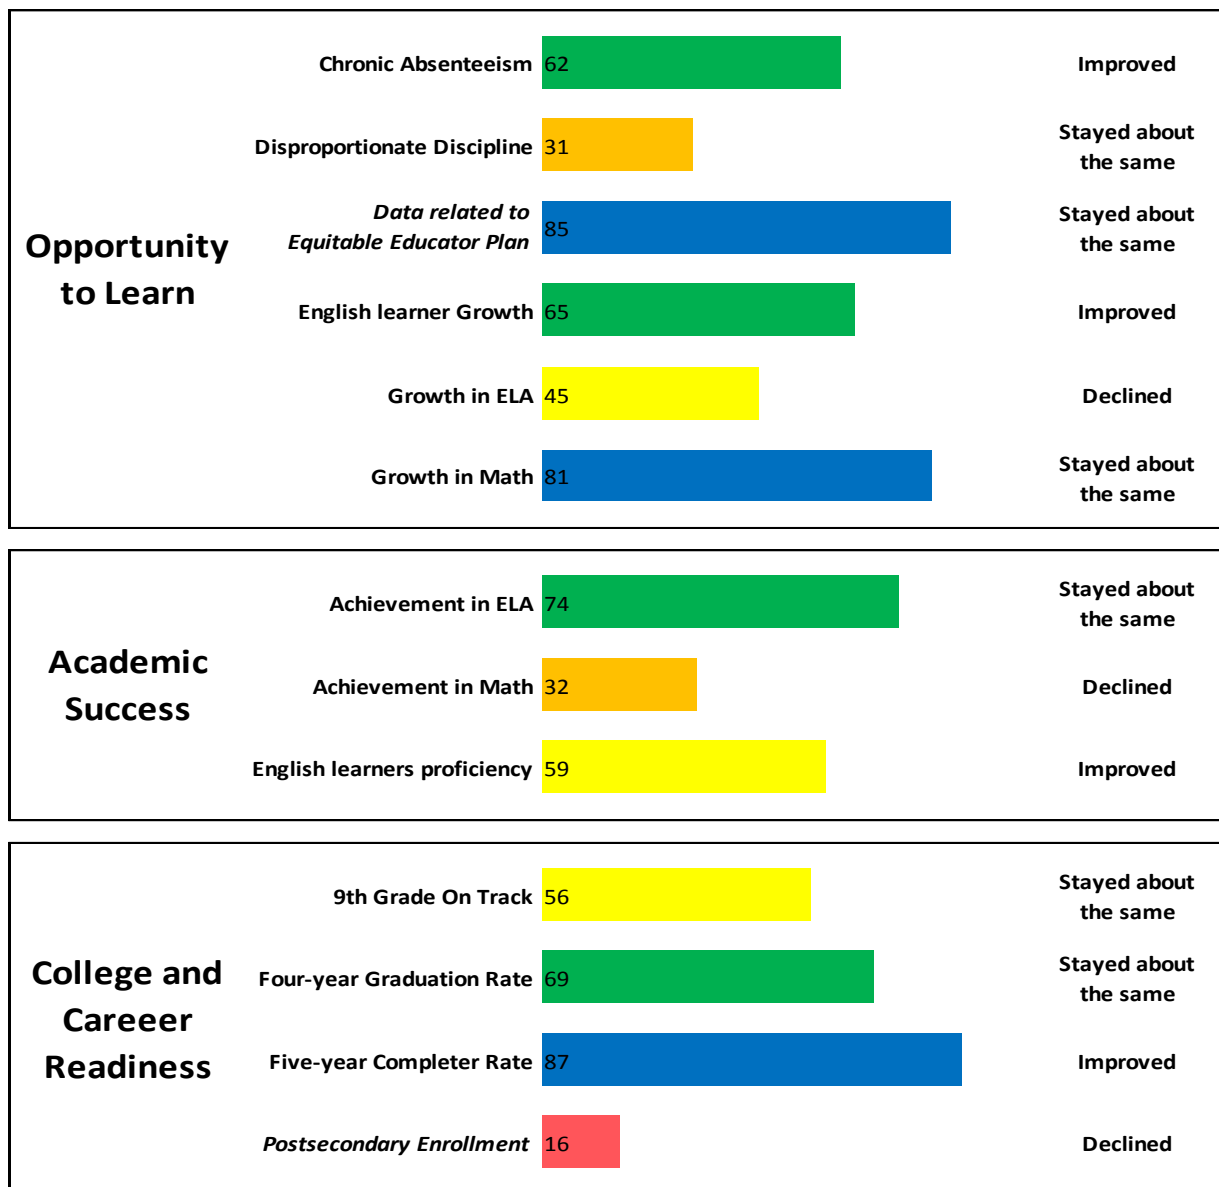 Opportunity
to Learn
Chronic Absenteeism 62 Improved
Disproportionate Discipline 31 Stayed about
the same
Data related to
Equitable Educator Plan 85 Stayed about
the same
English learner Growth 65 Improved
Growth in ELA 45 Declined
Growth in Math 81 Stayed about
the same
Academic
Success
Achievement in ELA 74 Stayed about
the same
Achievement in Math 32 Declined
English learners proficiency 59 Improved
College and
Careeer
Readiness
9th Grade On Track 56 Stayed about
the same
Four-year Graduation Rate 69 Stayed about
the same
Five-year Completer Rate 87 Improved
Postsecondary Enrollment 16 Declined